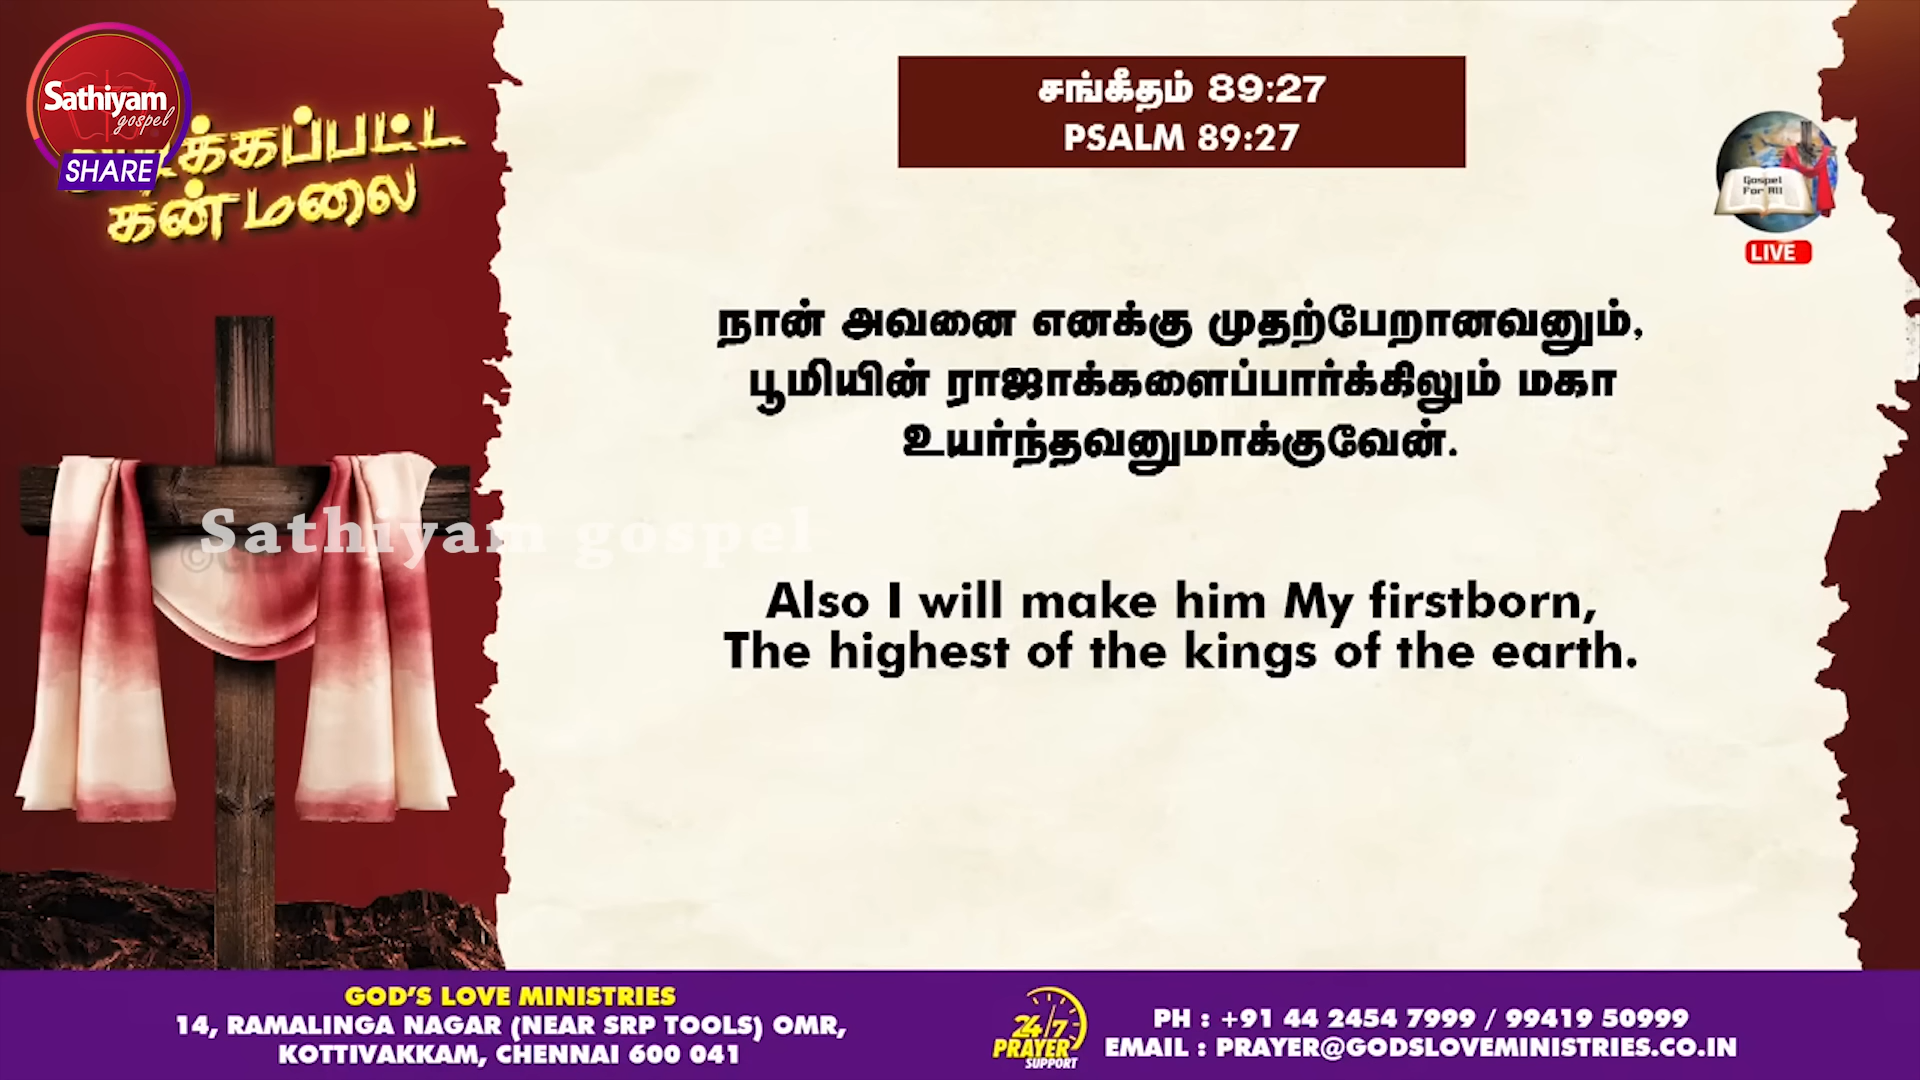 Sathiyam
gospel
SHARE
கன்மலை
சங்கீதம் 89:27
PSALM 89:27
Gospel
For All
LIVE
நான் அவனை எனக்கு முதற்பேறானவனும்,
பூமியின் ராஜாக்களைப்பார்க்கிலும் மகா
உயர்ந்தவனுமாக்குவேன்.
Sathiyam gospel
Also I will make him My firstborn,
The highest of the kings of the earth.
GOD'S LOVE MINISTRIES
14, RAMALINGA NAGAR (NEAR SRP TOOLS) OMR,
KOTTIVAKKAM, CHENNAI 600 041
24/7
PRAYER
SUPPORT
PH : +91 44 2454 7999 / 99419 50999
EMAIL : PRAYER@GODSLOVEMINISTRIES.CO.IN